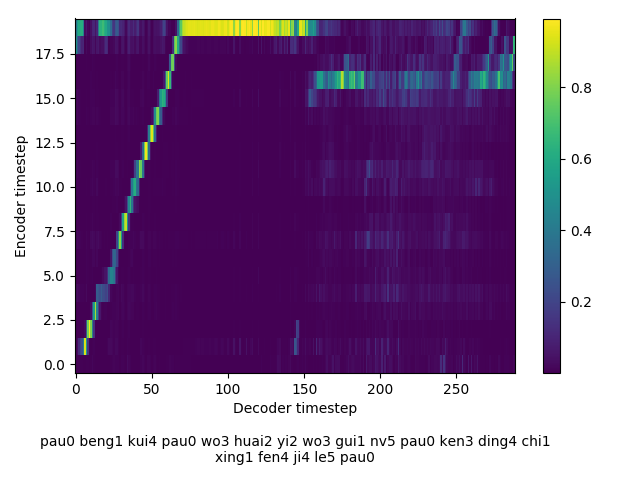 17.5
15.0
12.5
10.0
7.5
5.0
2.5
0.0
Encoder timestep
0 50 100 150 200 250
Decoder timestep
0.8
0.6
0.4
0.2
pau0 beng1 kui4 pau0 wo3 huai2 yi2 wo3 gui1 nv5 pau0 ken3 ding4 chi1
xing1 fen4 ji4 le5 pau0